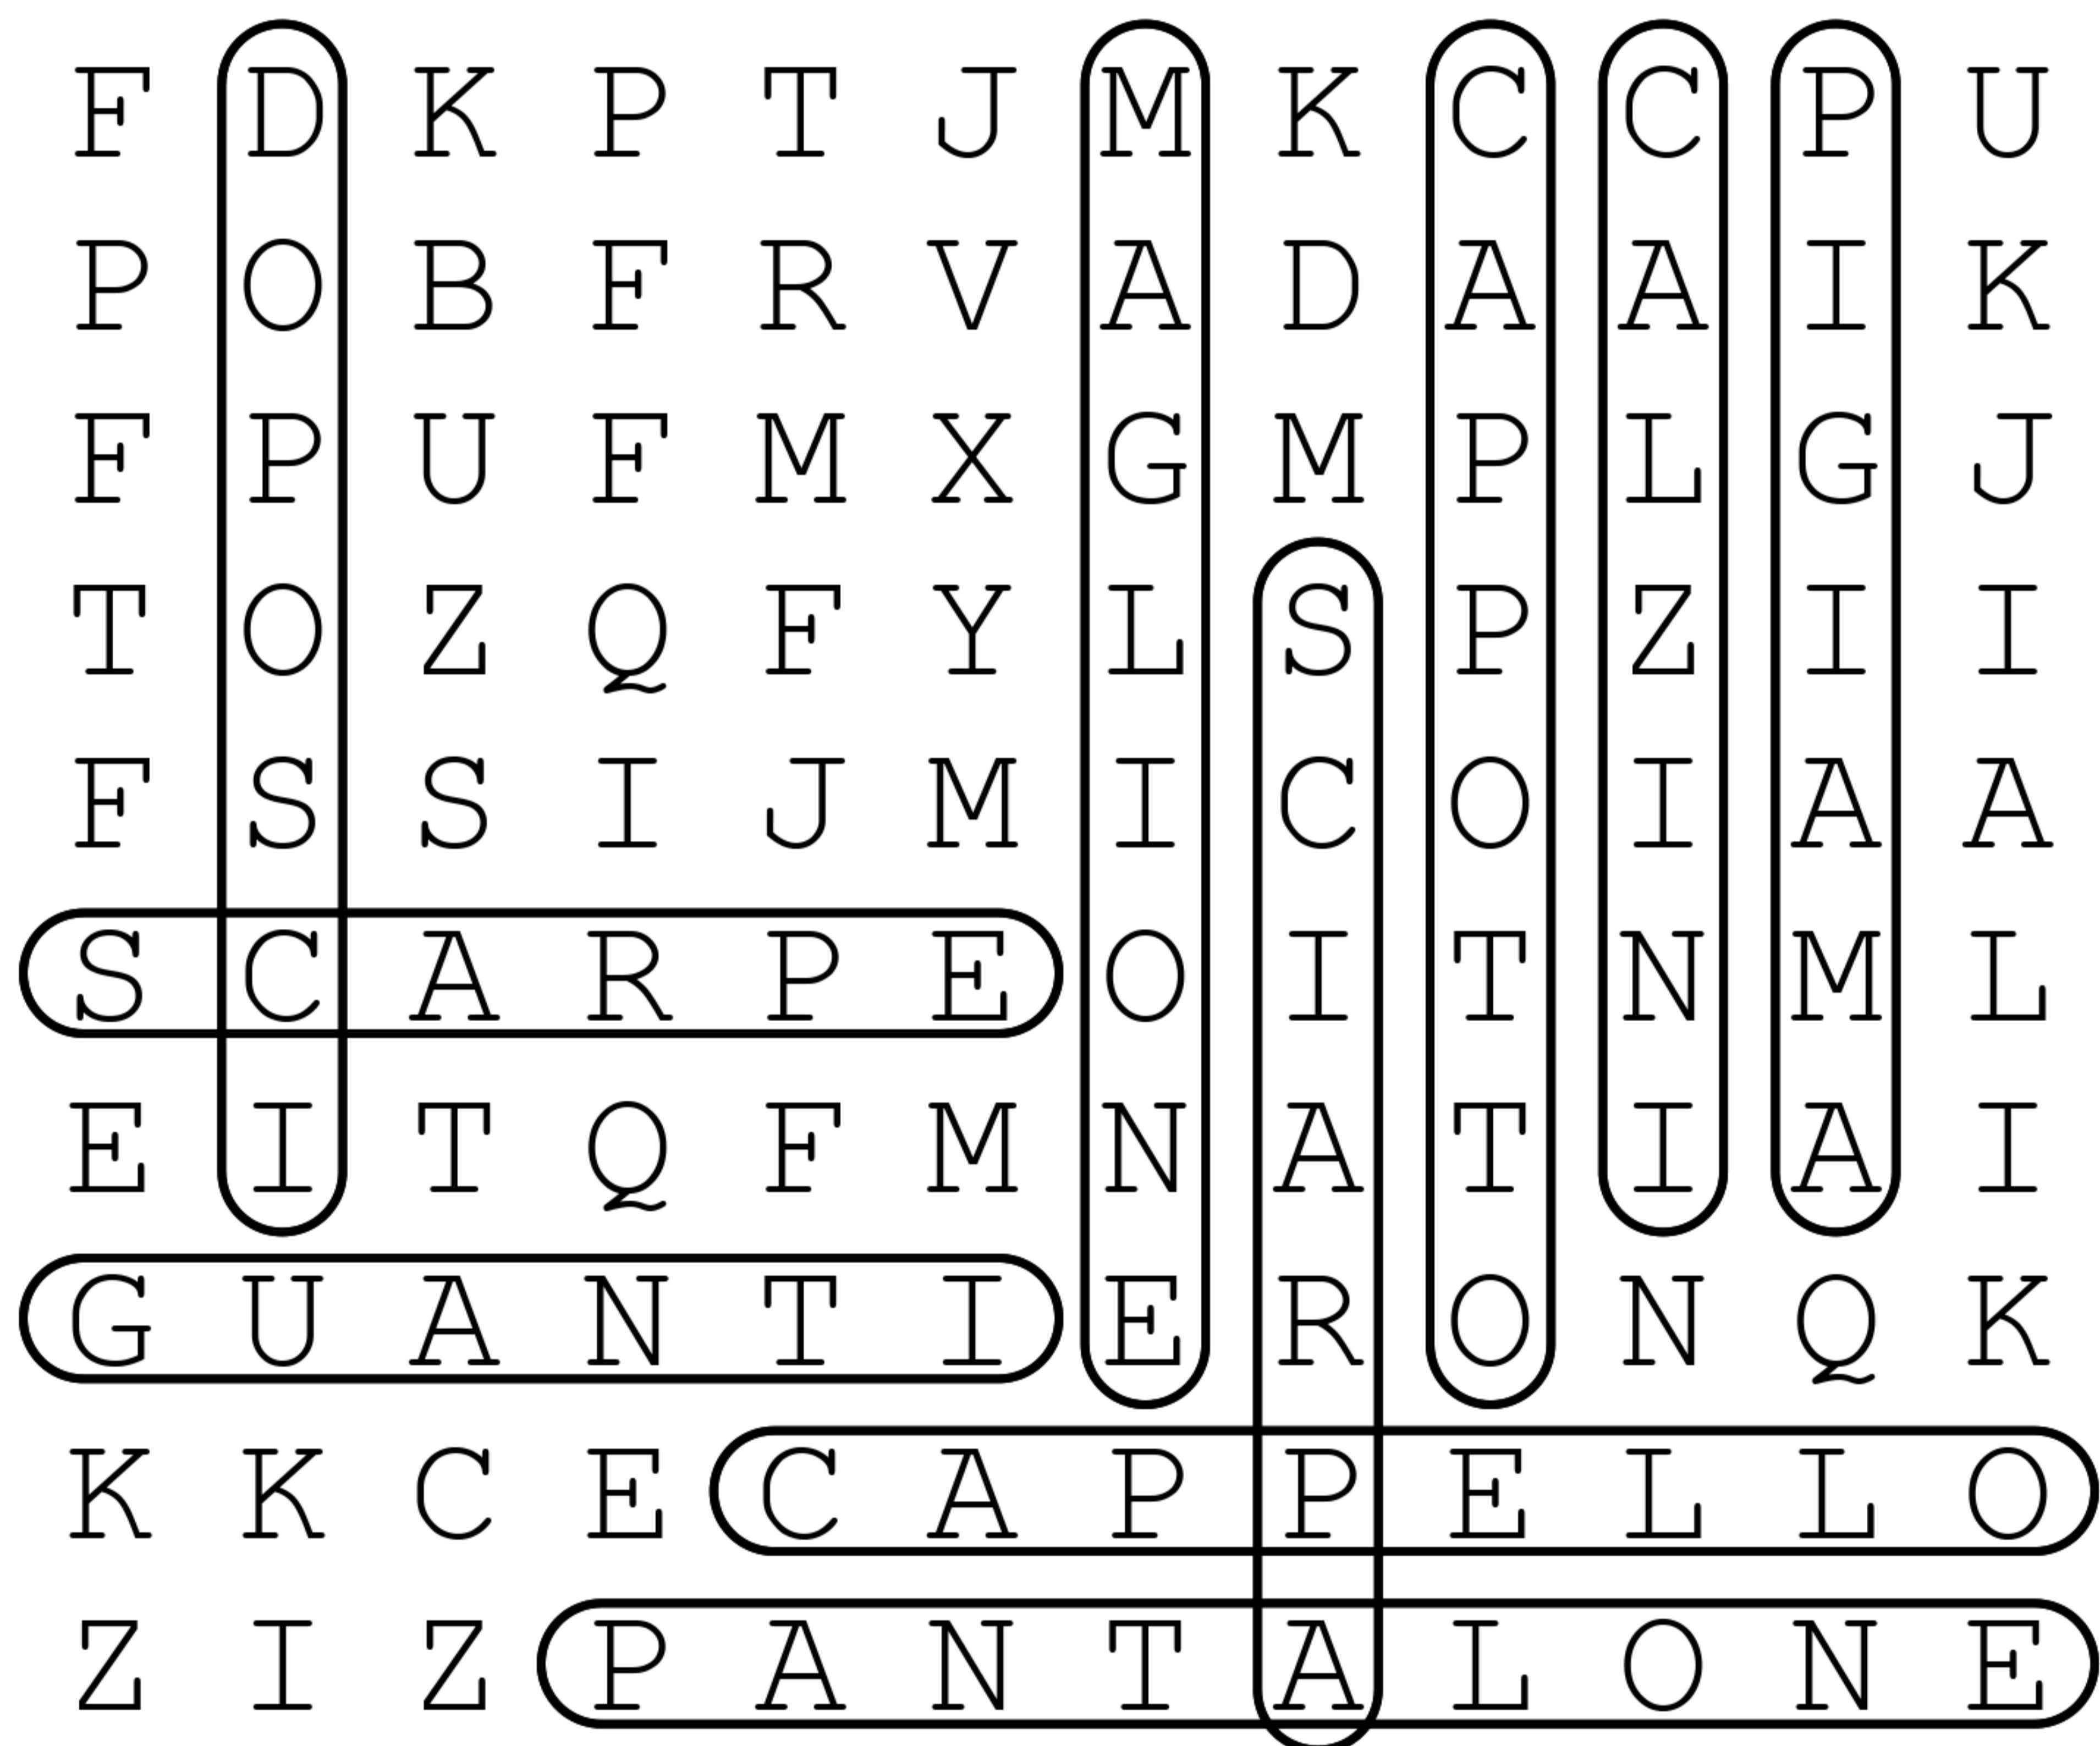 F D K P T J M K C C P U
P O B F R V A D A A I K
F P U F M X G M P L G J
T O Z Q F Y L S P Z I I
F S S I J M I C O I A A
S C A R P E O I T N M L
E I T Q F M N A T I A I
G U A N T I E R O N Q K
K K C E C A P P E L L O
Z I Z P A N T A L O N E